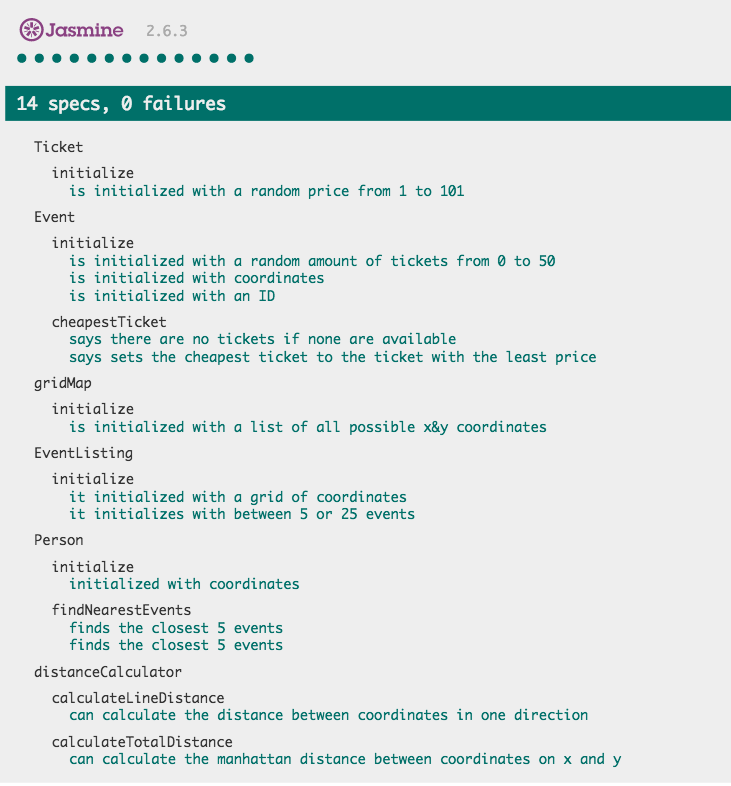 Jasmine 2.6.3
14 specs, 0 failures
Ticket
initialize
is initialized with a random price from 1 to 101
Event
initialize
is initialized with a random amount of tickets from 0 to 50
is initialized with coordinates
is initialized with an ID
cheapestTicket
says there are no tickets if none are available
says sets the cheapest ticket to the ticket with the least price
gridMap
initialize
is initialized with a list of all possible x&y coordinates
EventListing
initialize
it initialized with a grid of coordinates
it initializes with between 5 or 25 events
Person
initialize
initialized with coordinates
findNearestEvents
finds the closest 5 events
finds the closest 5 events
distanceCalculator
calculateLineDistance
can calculate the distance between coordinates in one direction
calculateTotalDistance
can calculate the manhattan distance between coordinates on x and y